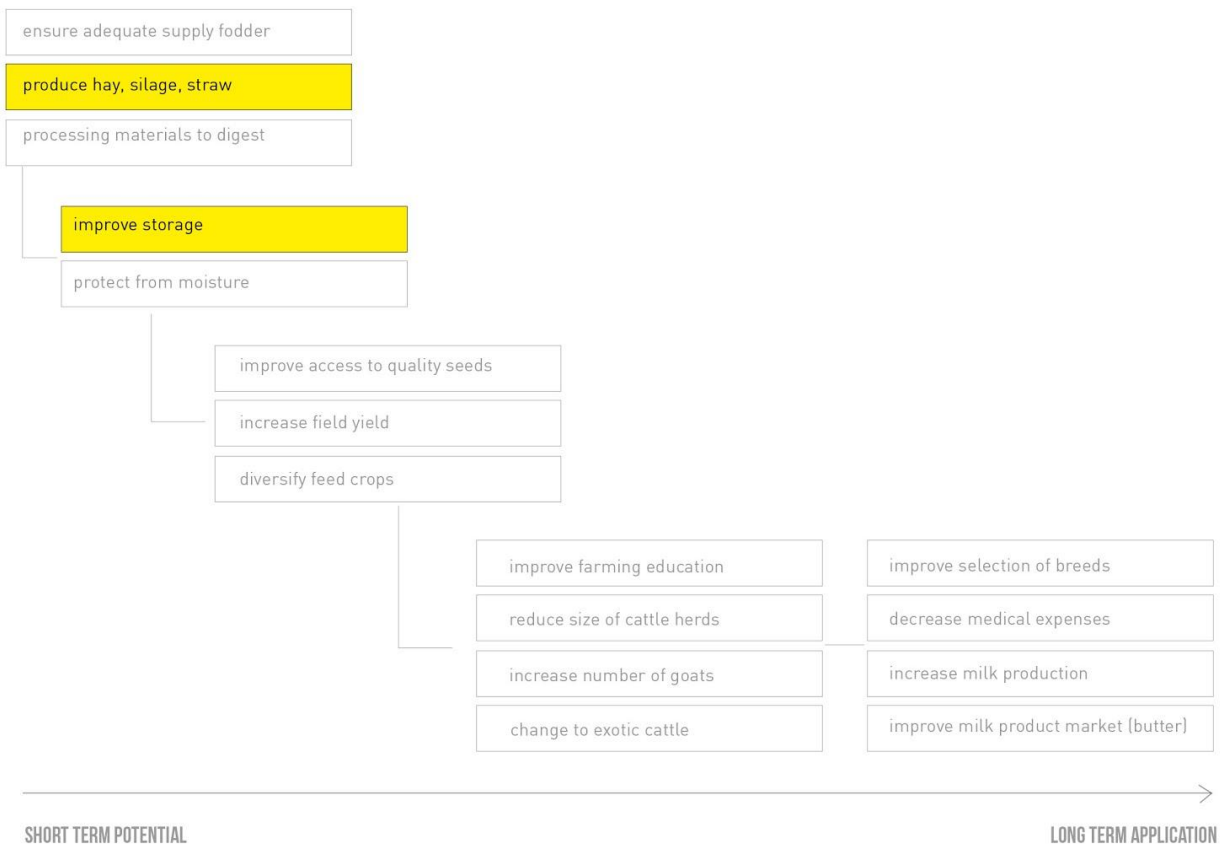 ensure adequate supply fodder
produce hay, silage, straw
processing materials to digest
improve storage
protect from moisture
improve access to quality seeds
increase field yield
diversify feed crops
improve farming education
reduce size of cattle herds
increase number of goats
change to exotic cattle
improve selection of breeds
decrease medical expenses
increase milk production
improve milk product market (butter)
SHORT TERM POTENTIAL
LONG TERM APPLICATION